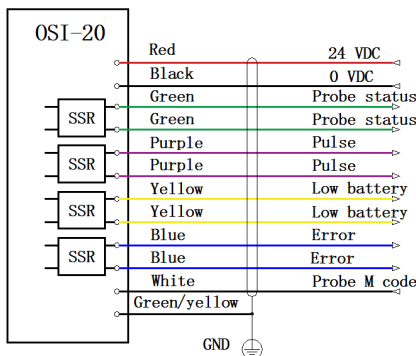 OSI-20
Red 24 VDC
Black 0 VDC
Green Probe status
SSR
Green Probe status
Purple Pulse
SSR
Purple Pulse
Yellow Low battery
SSR
Yellow Low battery
Blue Error
SSR
Blue Error
White Probe M code
Green/yellow
GND